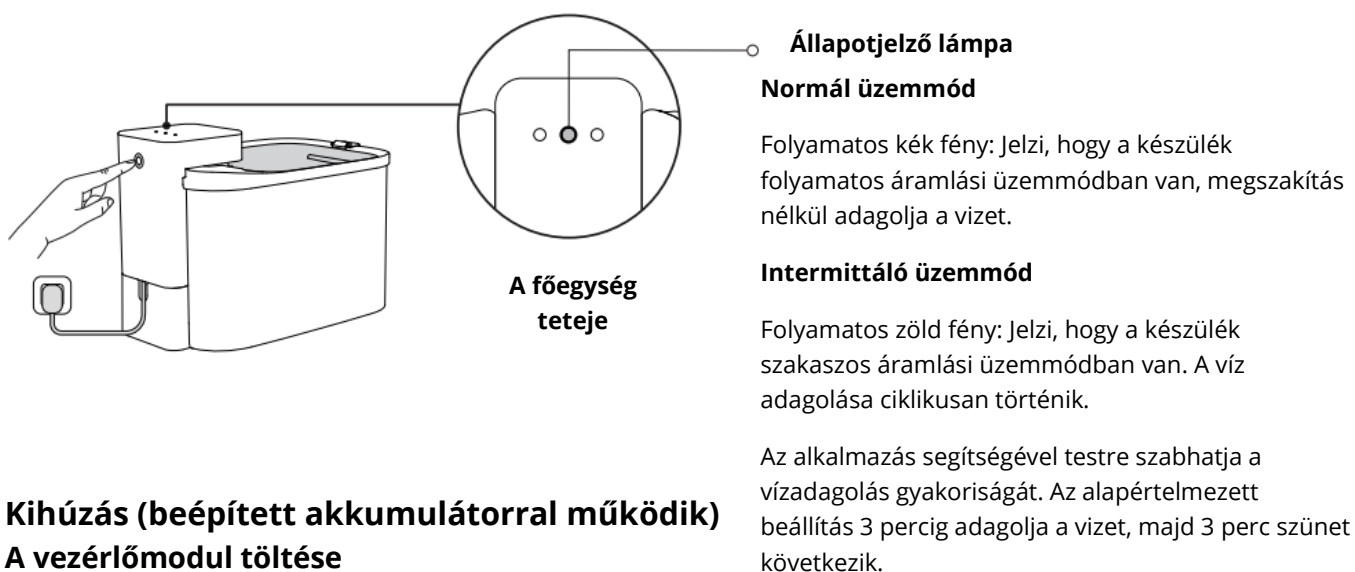 Állapotjelző lámpa
Normál üzemmód
Folyamatos kék fény: Jelzi, hogy a készülék
folyamatos áramlási üzemmódban van, megszakítás
nélkül adagolja a vizet.
A főegység
teteje
Intermittáló üzemmód
Folyamatos zöld fény: Jelzi, hogy a készülék
szakaszos áramlási üzemmódban van. A víz
adagolása ciklikusan történik.
Az alkalmazás segítségével testre szabhatja a
vízadagolás gyakoriságát. Az alapértelmezett
beállítás 3 percig adagolja a vizet, majd 3 perc szünet
következik.
Kihúzás (beépített akkumulátorral működik)
A vezérlőmodul töltése